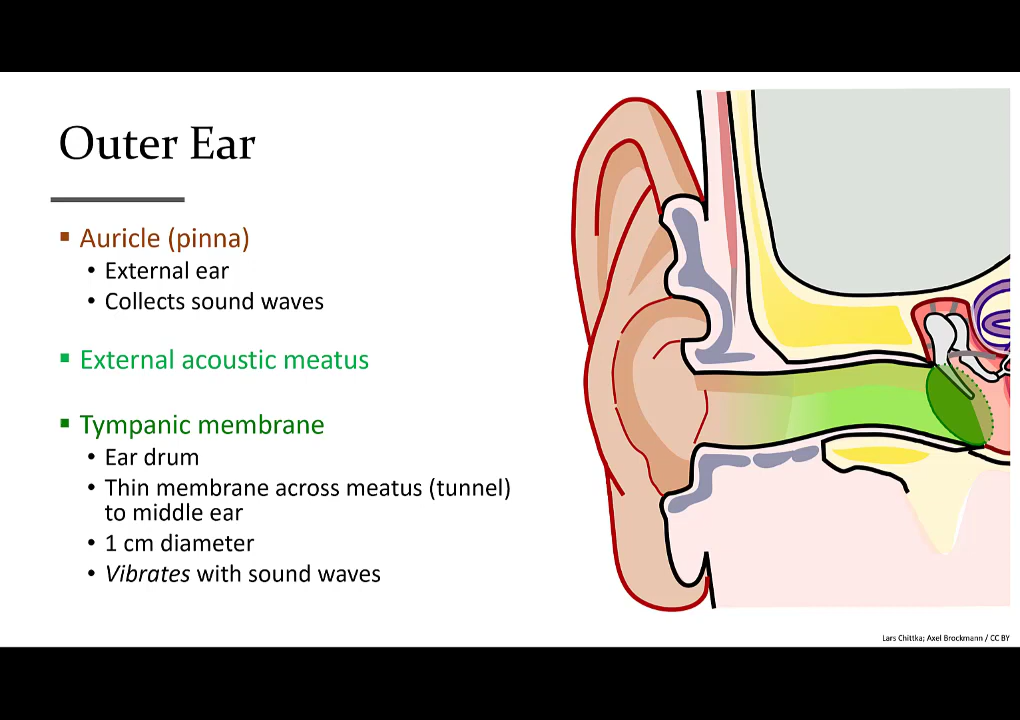 Outer Ear
▪ Auricle (pinna)
• External ear
• Collects sound waves
▪ External acoustic meatus
▪ Tympanic membrane
• Ear drum
• Thin membrane across meatus (tunnel)
to middle ear
• 1 cm diameter
• Vibrates with sound waves
Lars Chittka; Axel Brockmann / CC BY